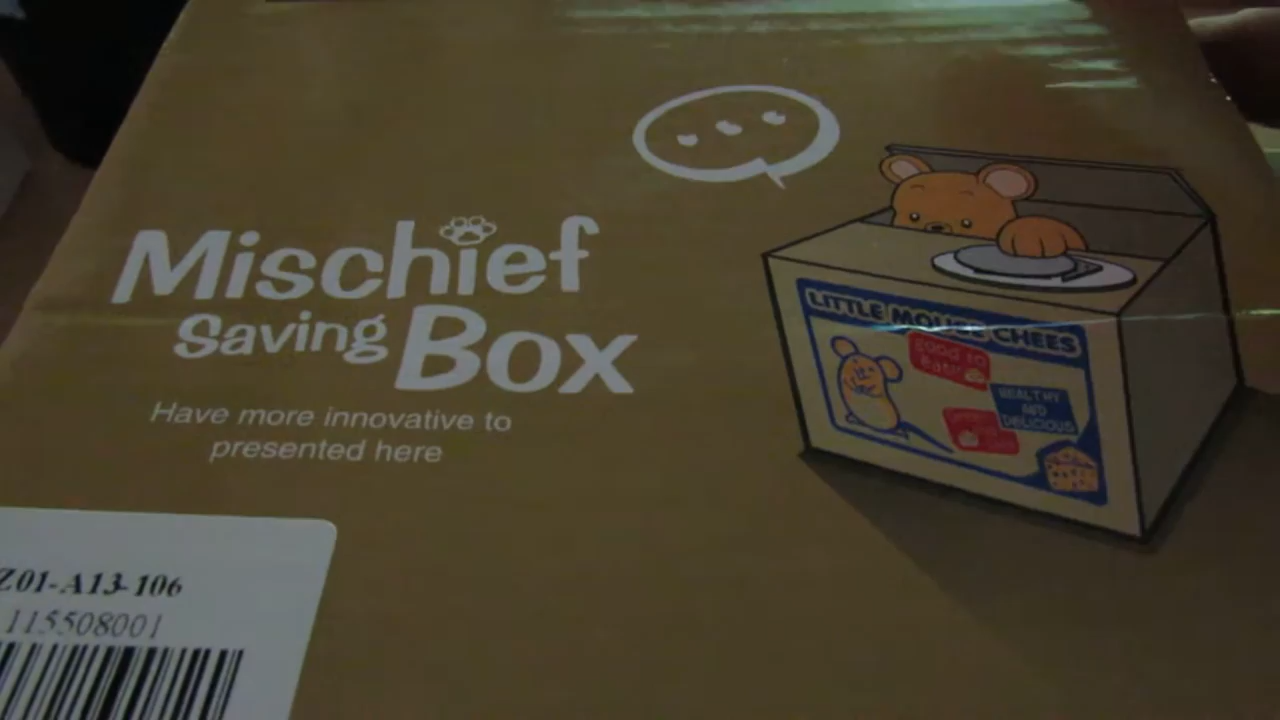 Mischief
Saving Box
Have more innovative to
presented here
LITTLE MOUSE CHEES
Good to
Eat!
HEALTHY
AND
DELICIOUS
Z01-A13-106
115508001